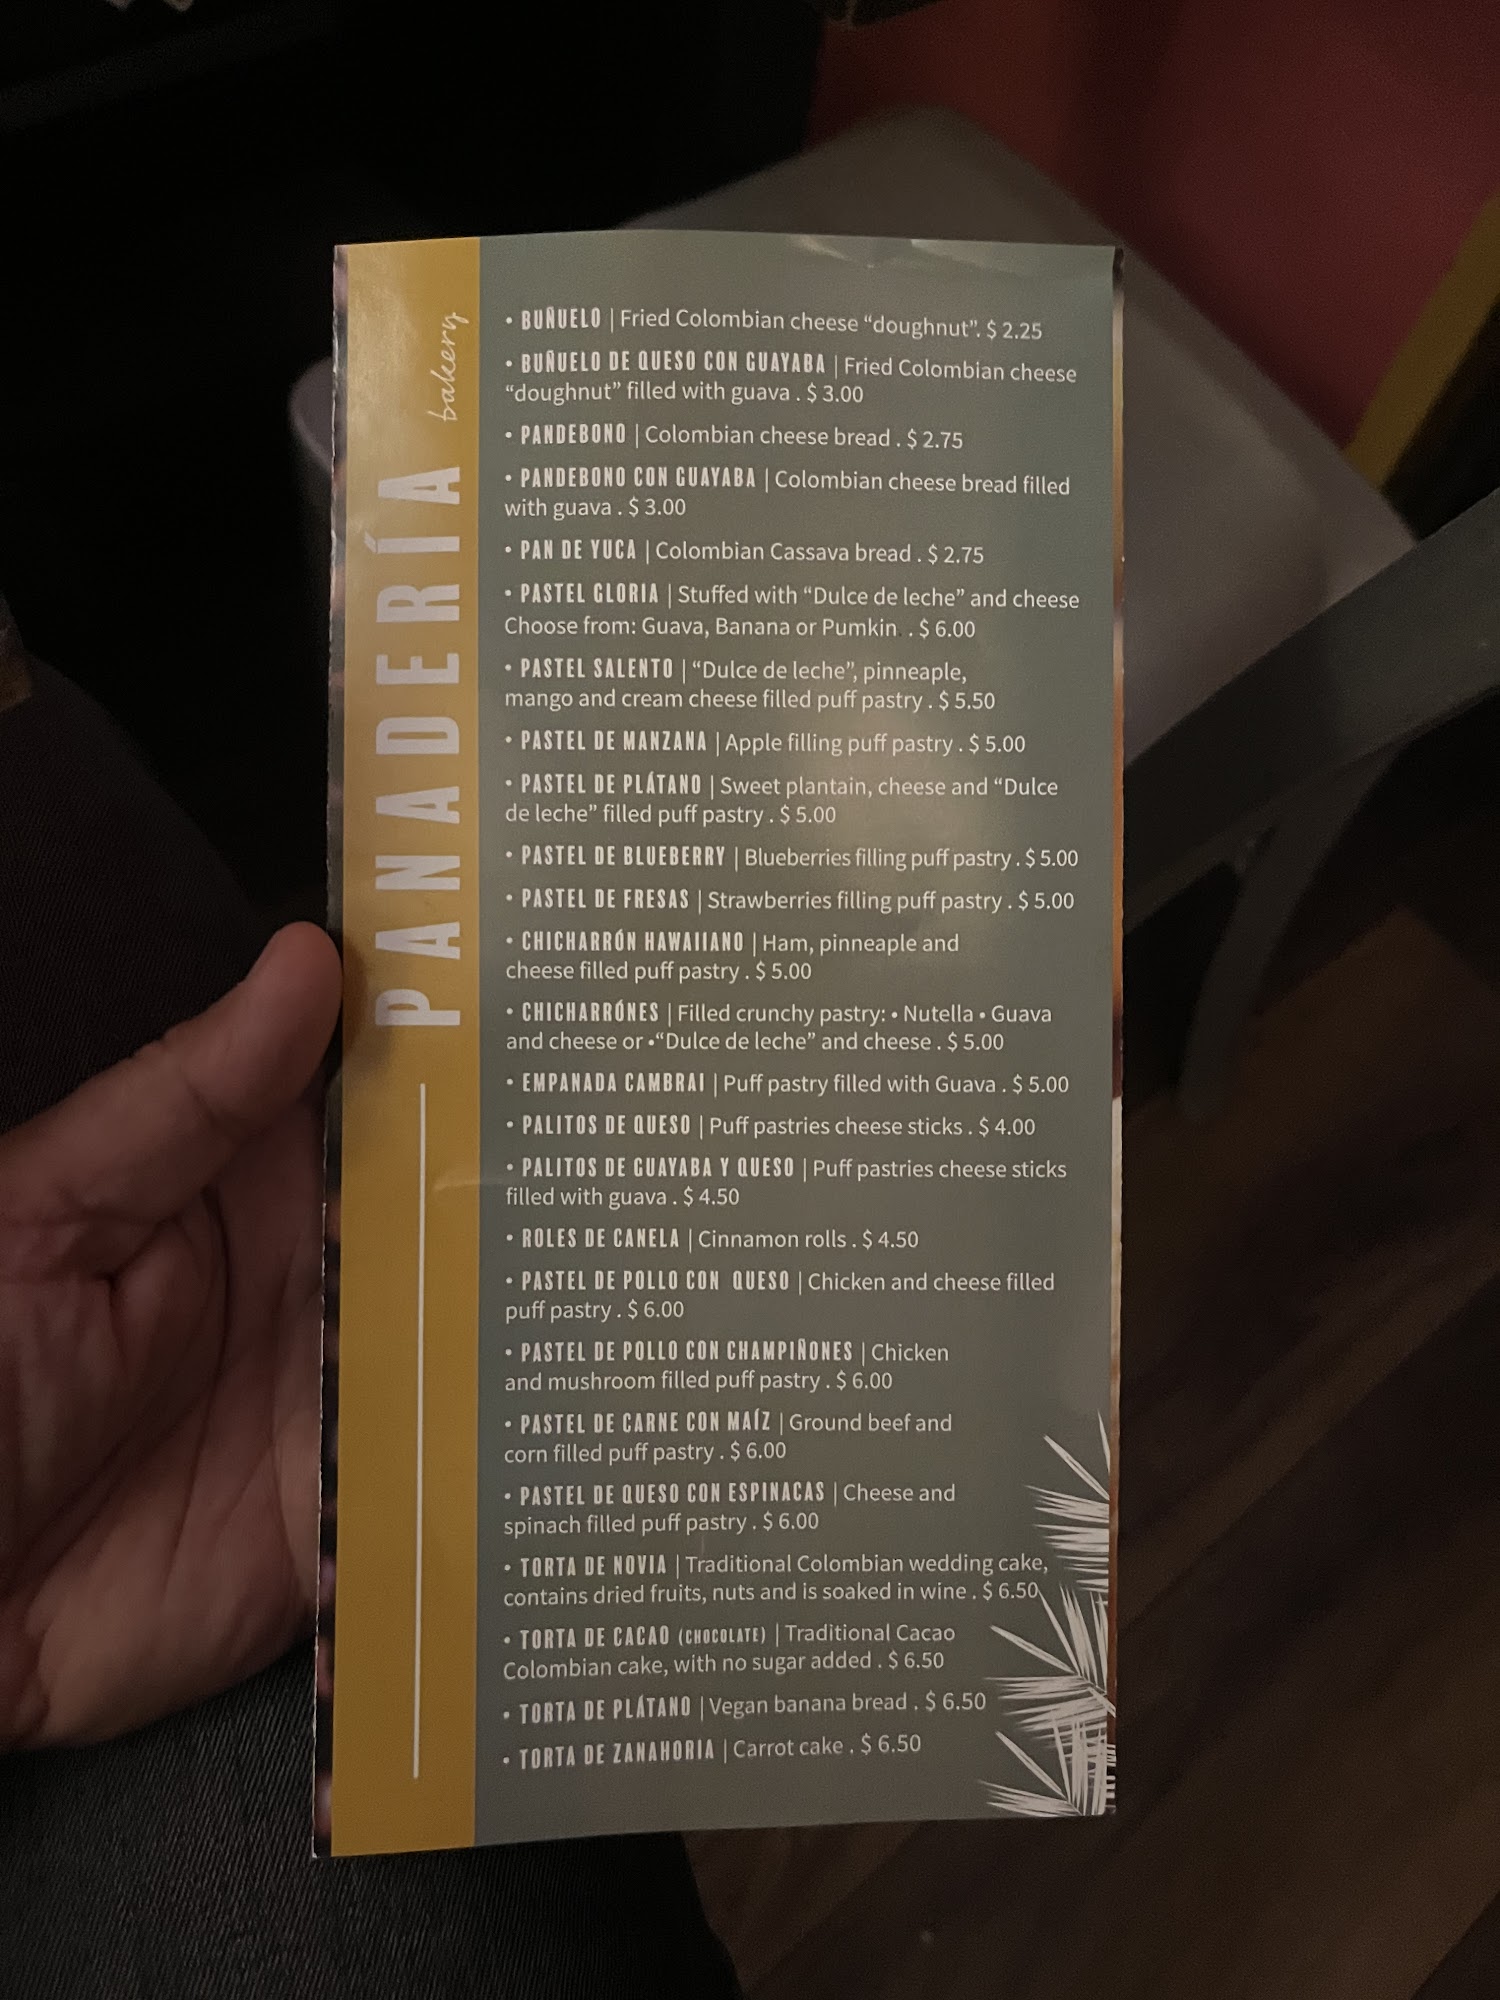 PANADERÍA bakery
• BUÑUELO | Fried Colombian cheese “doughnut”. $ 2.25
• BUÑUELO DE QUESO CON GUAYABA | Fried Colombian cheese
“doughnut” filled with guava . $ 3.00
• PANDEBONO | Colombian cheese bread . $ 2.75
• PANDEBONO CON GUAYABA | Colombian cheese bread filled
with guava . $ 3.00
• PAN DE YUCA | Colombian Cassava bread . $ 2.75
• PASTEL GLORIA | Stuffed with “Dulce de leche” and cheese
Choose from: Guava, Banana or Pumkin. . $ 6.00
• PASTEL SALENTO | “Dulce de leche”, pinneaple,
mango and cream cheese filled puff pastry . $ 5.50
• PASTEL DE MANZANA | Apple filling puff pastry . $ 5.00
• PASTEL DE PLÁTANO | Sweet plantain, cheese and “Dulce
de leche” filled puff pastry . $ 5.00
• PASTEL DE BLUEBERRY | Blueberries filling puff pastry . $ 5.00
• PASTEL DE FRESAS | Strawberries filling puff pastry . $ 5.00
• CHICHARRÓN HAWAIIANO | Ham, pinneaple and
cheese filled puff pastry . $ 5.00
• CHICHARRÓNES | Filled crunchy pastry: • Nutella • Guava
and cheese or •“Dulce de leche” and cheese . $ 5.00
• EMPANADA CAMBRAI | Puff pastry filled with Guava . $ 5.00
• PALITOS DE QUESO | Puff pastries cheese sticks . $ 4.00
• PALITOS DE GUAYABA Y QUESO | Puff pastries cheese sticks
filled with guava . $ 4.50
• ROLES DE CANELA | Cinnamon rolls . $ 4.50
• PASTEL DE POLLO CON QUESO | Chicken and cheese filled
puff pastry . $ 6.00
• PASTEL DE POLLO CON CHAMPIÑONES | Chicken
and mushroom filled puff pastry . $ 6.00
• PASTEL DE CARNE CON MAÍZ | Ground beef and
corn filled puff pastry . $ 6.00
• PASTEL DE QUESO CON ESPINACAS | Cheese and
spinach filled puff pastry . $ 6.00
• TORTA DE NOVIA | Traditional Colombian wedding cake,
contains dried fruits, nuts and is soaked in wine . $ 6.50
• TORTA DE CACAO (CHOCOLATE) | Traditional Cacao
Colombian cake, with no sugar added . $ 6.50
• TORTA DE PLÁTANO | Vegan banana bread . $ 6.50
• TORTA DE ZANAHORIA | Carrot cake . $ 6.50